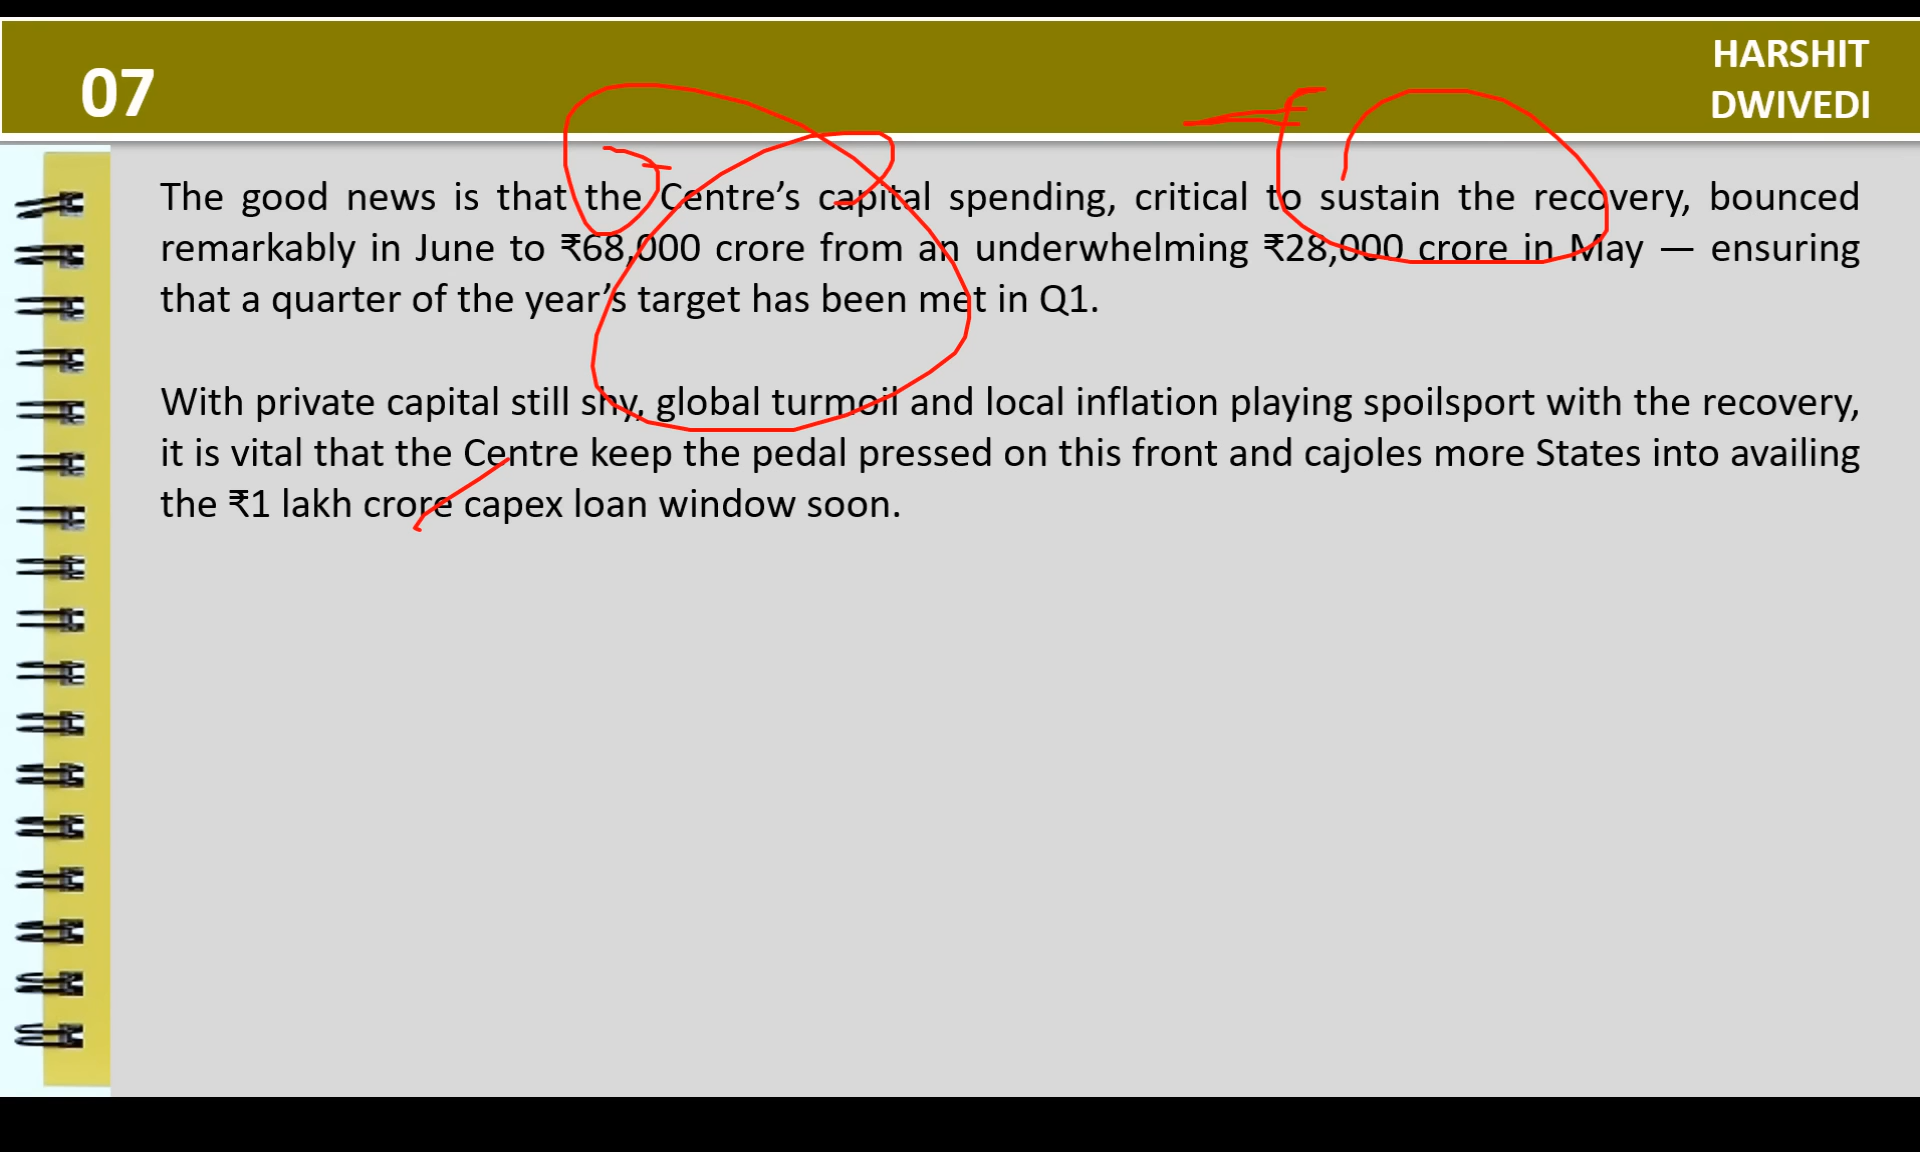 07
HARSHIT
DWIVEDI
The good news is that the Centre’s capital spending, critical to sustain the recovery, bounced
remarkably in June to ₹68,000 crore from an underwhelming ₹28,000 crore in May — ensuring
that a quarter of the year’s target has been met in Q1.
With private capital still shy, global turmoil and local inflation playing spoilsport with the recovery,
it is vital that the Centre keep the pedal pressed on this front and cajoles more States into availing
the ₹1 lakh crore capex loan window soon.